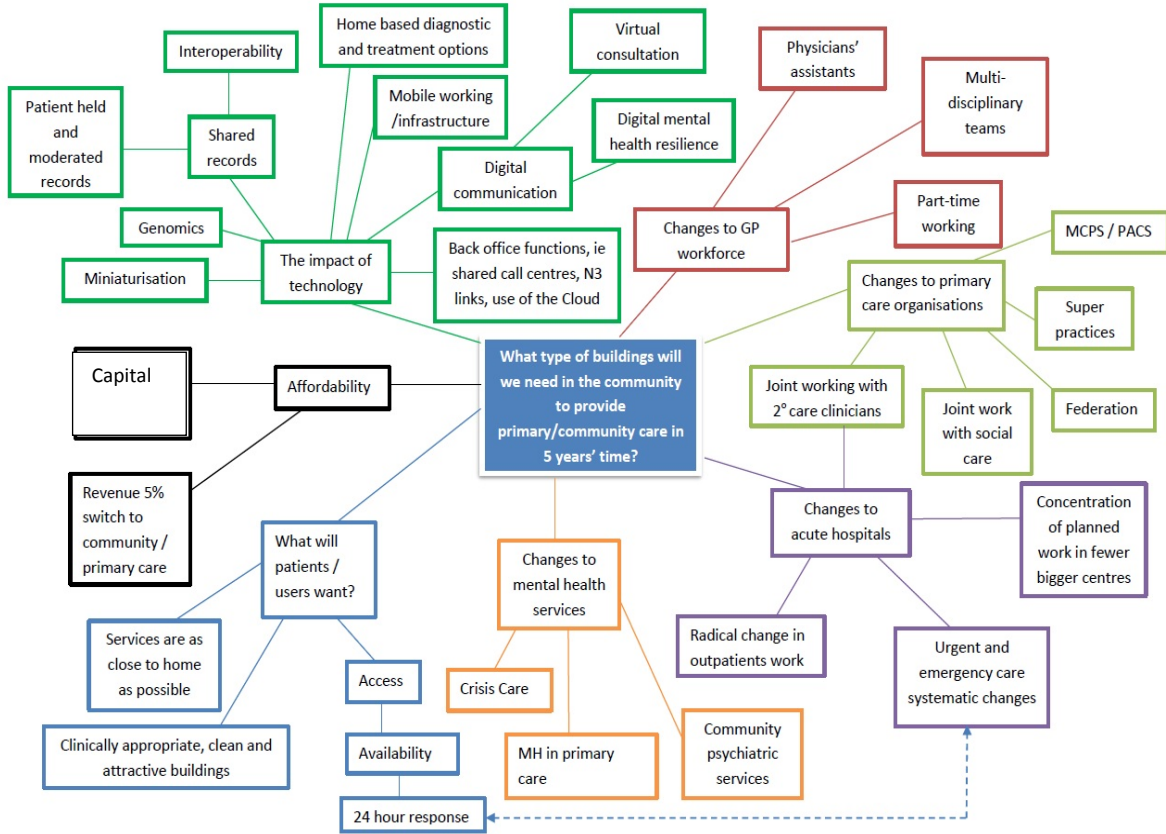 Home based diagnostic
and treatment options
Interoperability
Virtual
consultation
Physicians’
assistants
Multi-
disciplinary
teams
Patient held
and
moderated
records
Shared
records
Mobile working
/infrastructure
Digital mental
health resilience
Digital
communication
Part-time
working
Genomics
Changes to GP
workforce
MCPS / PACS
Miniaturisation
The impact of
technology
Back office functions, ie
shared call centres, N3
links, use of the Cloud
Changes to primary
care organisations
Super
practices
Capital
Affordability
What type of buildings will
we need in the community
to provide
primary/community care in
5 years’ time?
Joint working with
2° care clinicians
Joint work
with social
care
Federation
Revenue 5%
switch to
community /
primary care
What will
patients /
users want?
Changes to
mental health
services
Changes to
acute hospitals
Concentration
of planned
work in fewer
bigger centres
Services are as
close to home
as possible
Access
Crisis Care
Radical change in
outpatients work
Urgent and
emergency care
systematic changes
Clinically appropriate, clean and
attractive buildings
Availability
MH in primary
care
Community
psychiatric
services
24 hour response